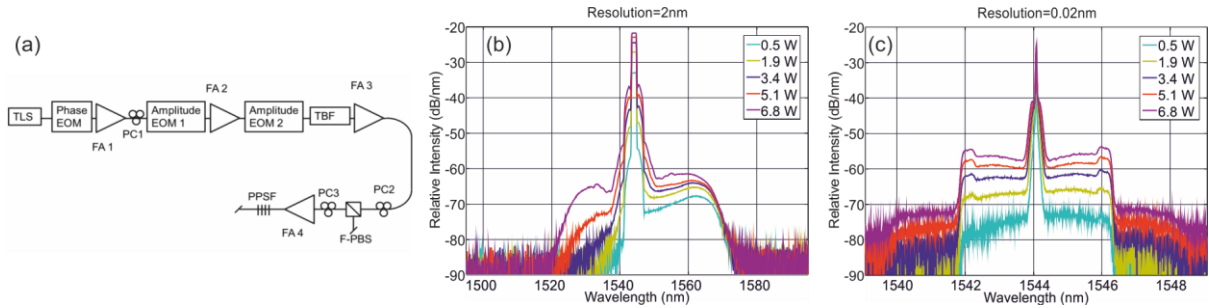 (a)
TLS
Phase
EOM
FA 1
PC1
Amplitude
EOM 1
FA 2
Amplitude
EOM 2
TBF
FA 3
PPSF
FA 4
PC3
F-PBS
PC2
Resolution=2nm
(b)
-20
-30
-40
-50
-60
-70
-80
-90
Relative Intensity (dB/nm)
0.5 W
1.9 W
3.4 W
5.1 W
6.8 W
1500
1520
1540
1560
1580
Wavelength (nm)
Resolution=0.02nm
(c)
-20
-30
-40
-50
-60
-70
-80
-90
Relative Intensity (dB/nm)
0.5 W
1.9 W
3.4 W
5.1 W
6.8 W
1540
1542
1544
1546
1548
Wavelength (nm)